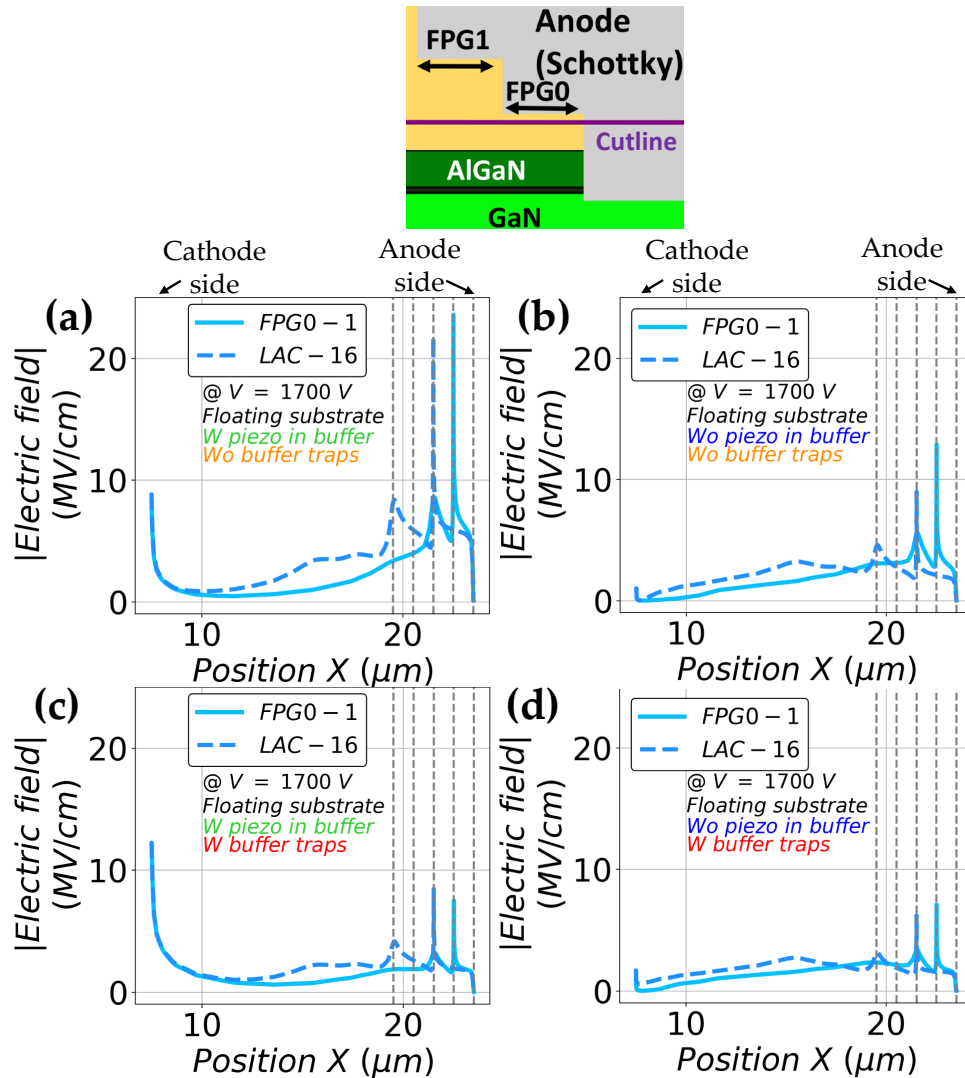 FPG1
Anode
(Schottky)
FPG0
Cutline
AlGaN
GaN
Cathode
side
Anode
side
Cathode
side
Anode
side
(a)
|Electric field|
(MV/cm)
20
10
0
FPG0 − 1
LAC − 16
@ V = 1700 V
Floating substrate
W piezo in buffer
Wo buffer traps
10
20
Position X (μm)
(b)
|Electric field|
(MV/cm)
20
10
0
FPG0 − 1
LAC − 16
@ V = 1700 V
Floating substrate
Wo piezo in buffer
Wo buffer traps
10
20
Position X (μm)
(c)
|Electric field|
(MV/cm)
20
10
0
FPG0 − 1
LAC − 16
@ V = 1700 V
Floating substrate
W piezo in buffer
W buffer traps
10
20
Position X (μm)
(d)
|Electric field|
(MV/cm)
20
10
0
FPG0 − 1
LAC − 16
@ V = 1700 V
Floating substrate
Wo piezo in buffer
W buffer traps
10
20
Position X (μm)